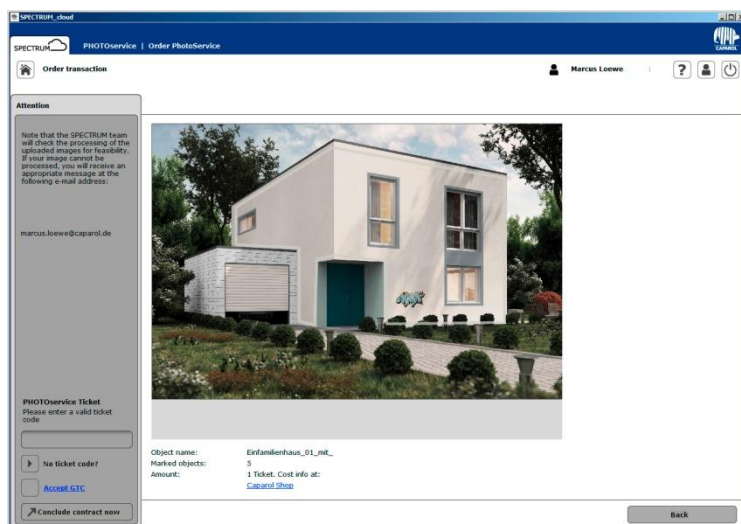 SPECTRUM_cloud
SPECTRUM
PHOTOservice | Order PhotoService
CAPAROL
Order transaction
Marcus Loewe
?
Attention
Note that the SPECTRUM team
will check the processing of the
uploaded images for feasibility.
If your image cannot be
processed, you will receive an
appropriate message at the
following e-mail address:
marcus.loewe@caparol.de
PHOTOservice Ticket
Please enter a valid ticket
code
No ticket code?
Accept GTC
Conclude contract now
Object name: Einfamilienhaus_01_mit_
Marked objects: 5
Amount: 1 Ticket. Cost info at:
Caparol Shop
Back